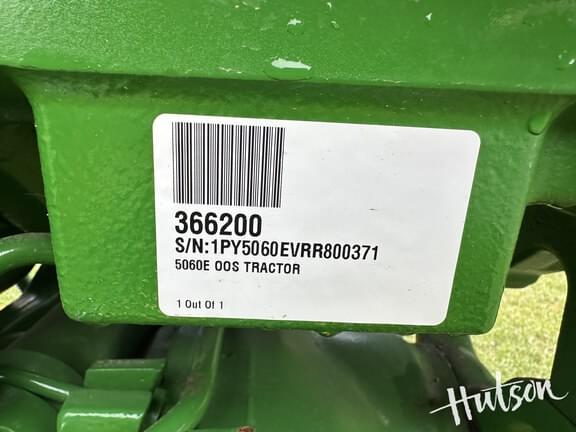 366200
S/N:1PY5060EVRR800371
5060E OOS TRACTOR
1 Out Of 1
Hutson